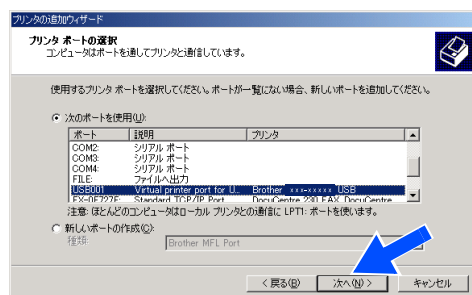 プリンタの追加ウィザード
プリンタ ポートの選択
コンピュータはポートを通してプリンタと通信しています。
使用するプリンタ ポートを選択してください。ポートが一覧にない場合、新しいポートを追加してください。
次のポートを使用(U):
ポート 説明 プリンタ
COM2: シリアル ポート
COM3: シリアル ポート
COM4: シリアル ポート
FILE: ファイルへ出力
USB001 Virtual printer port for U... Brother xxx-xxxxx USB
EX-0F727F: Standard TCP/IP Port DocuCentre 230 FAX, DocuCentre
注意: ほとんどのコンピュータはローカル プリンタとの通信に LPT1: ポートを使います。
新しいポートの作成(C):
種類: Brother MFL Port
< 戻る(B) 次へ(N) > キャンセル